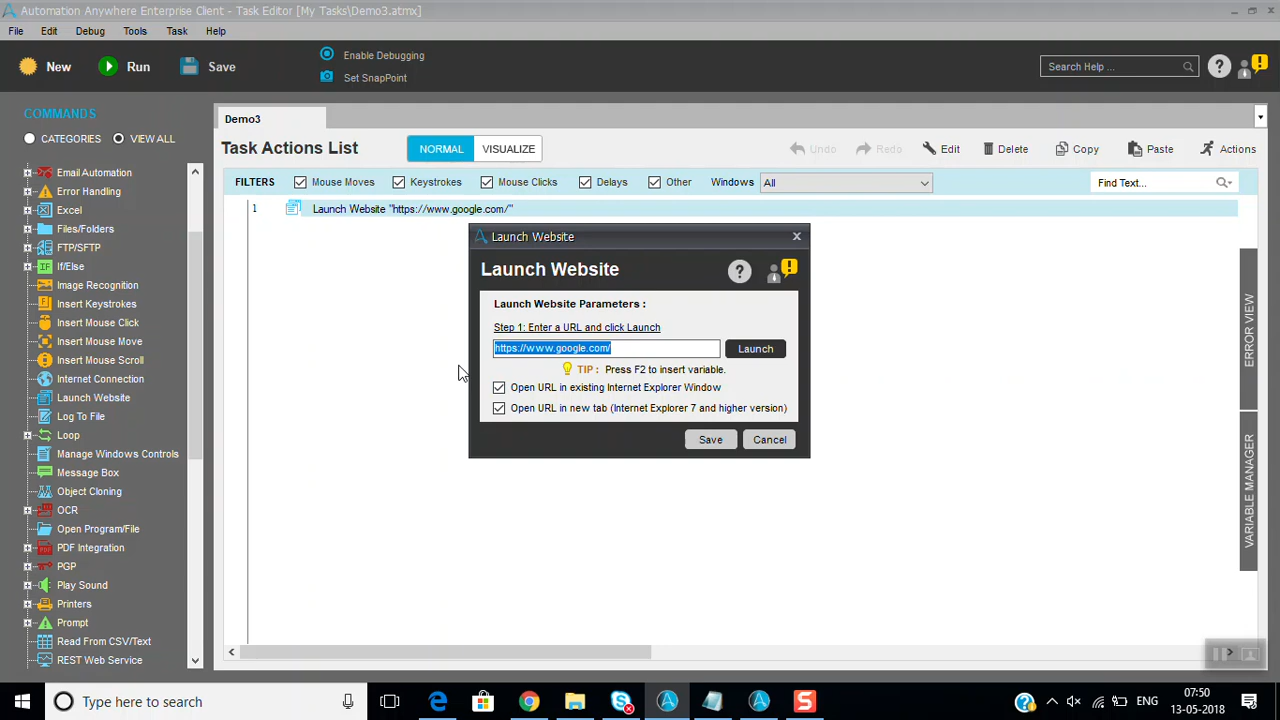 Automation Anywhere Enterprise Client - Task Editor [My Tasks\Demo3.atmx]
File Edit Debug Tools Task Help
New Run Save
Enable Debugging
Set SnapPoint
Search Help ...
COMMANDS
CATEGORIES VIEW ALL
Email Automation
Error Handling
Excel
Files/Folders
FTP/SFTP
If/Else
Image Recognition
Insert Keystrokes
Insert Mouse Click
Insert Mouse Move
Insert Mouse Scroll
Internet Connection
Launch Website
Log To File
Loop
Manage Windows Controls
Message Box
Object Cloning
OCR
Open Program/File
PDF Integration
PGP
Play Sound
Printers
Prompt
Read From CSV/Text
REST Web Service
Demo3
Task Actions List
NORMAL VISUALIZE
Undo Redo Edit Delete Copy Paste Actions
FILTERS Mouse Moves Keystrokes Mouse Clicks Delays Other Windows All Find Text...
1 Launch Website "https://www.google.com/"
Launch Website
Launch Website
Launch Website Parameters :
Step 1: Enter a URL and click Launch
https://www.google.com/ Launch
TIP : Press F2 to insert variable.
Open URL in existing Internet Explorer Window
Open URL in new tab (Internet Explorer 7 and higher version)
Save Cancel
ERROR VIEW
VARIABLE MANAGER
Type here to search
ENG
07:50
13-05-2018